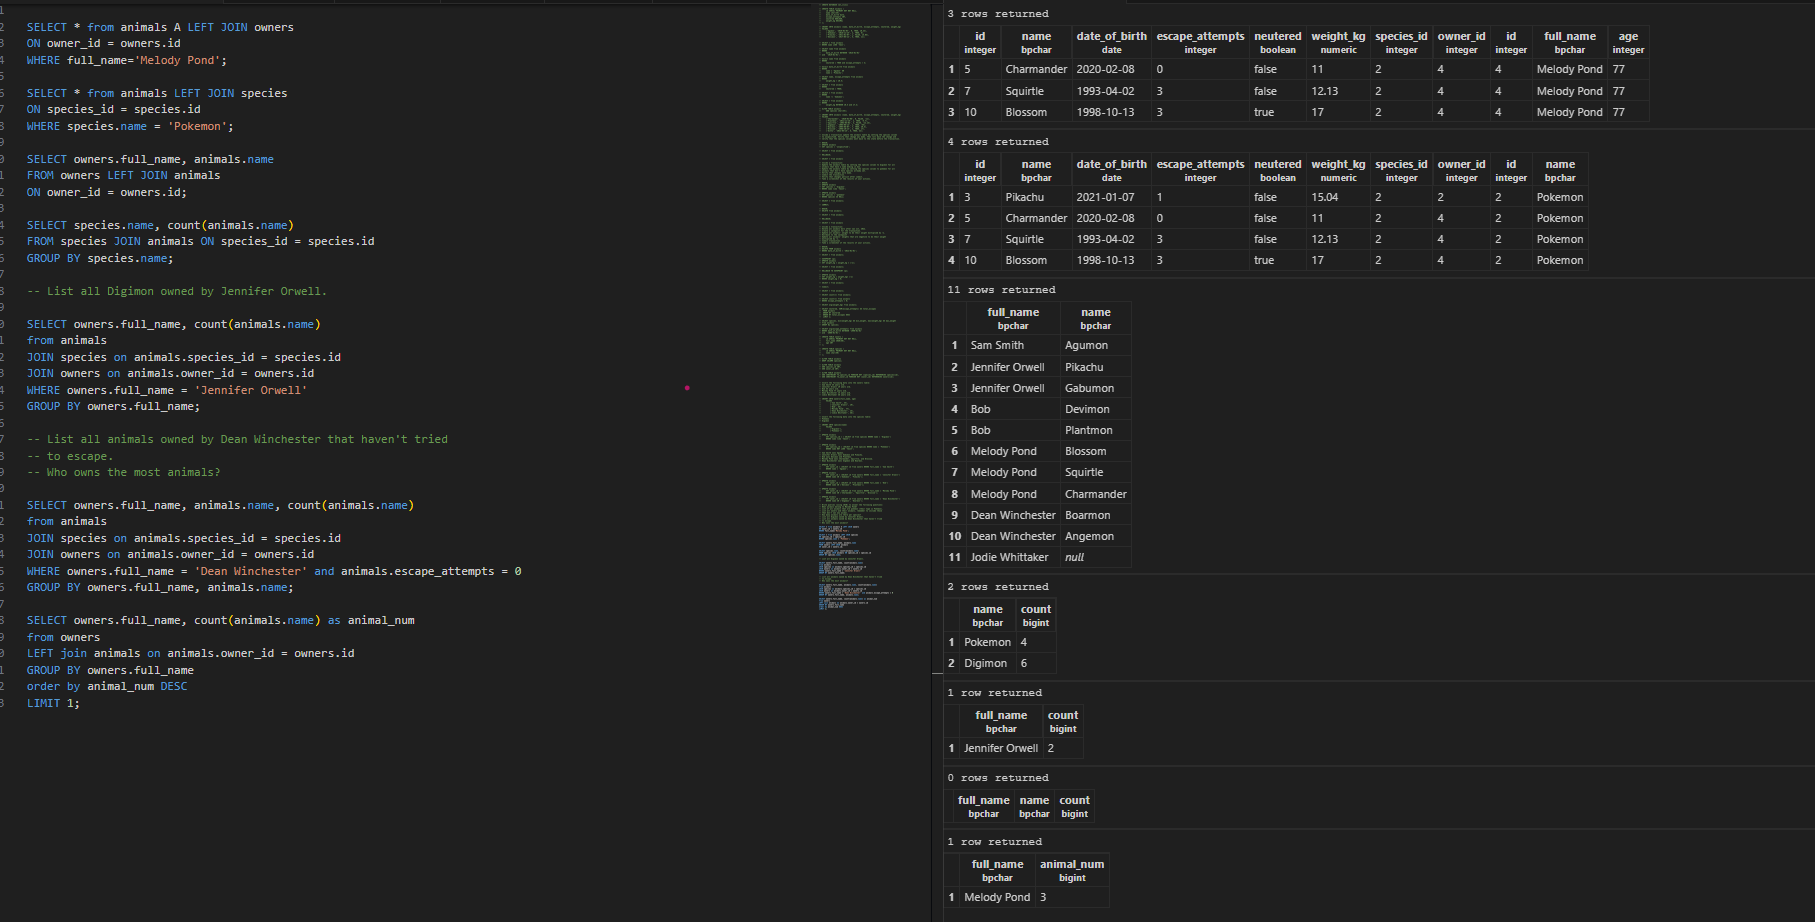 SELECT * from animals A LEFT JOIN owners
ON owner_id = owners.id
WHERE full_name='Melody Pond';
SELECT * from animals LEFT JOIN species
ON species_id = species.id
WHERE species.name = 'Pokemon';
SELECT owners.full_name, animals.name
FROM owners LEFT JOIN animals
ON owner_id = owners.id;
SELECT species.name, count(animals.name)
FROM species JOIN animals ON species_id = species.id
GROUP BY species.name;
-- List all Digimon owned by Jennifer Orwell.
SELECT owners.full_name, count(animals.name)
from animals
JOIN species on animals.species_id = species.id
JOIN owners on animals.owner_id = owners.id
WHERE owners.full_name = 'Jennifer Orwell'
GROUP BY owners.full_name;
-- List all animals owned by Dean Winchester that haven't tried
-- to escape.
-- Who owns the most animals?
SELECT owners.full_name, animals.name, count(animals.name)
from animals
JOIN species on animals.species_id = species.id
JOIN owners on animals.owner_id = owners.id
WHERE owners.full_name = 'Dean Winchester' and animals.escape_attempts = 0
GROUP BY owners.full_name, animals.name;
SELECT owners.full_name, count(animals.name) as animal_num
from owners
LEFT join animals on animals.owner_id = owners.id
GROUP BY owners.full_name
order by animal_num DESC
LIMIT 1;
3 rows returned
id name date_of_birth escape_attempts neutered weight_kg species_id owner_id id full_name age
integer bpchar date integer boolean numeric integer integer integer bpchar integer
1 5 Charmander 2020-02-08 0 false 11 2 4 4 Melody Pond 77
2 7 Squirtle 1993-04-02 3 false 12.13 2 4 4 Melody Pond 77
3 10 Blossom 1998-10-13 3 true 17 2 4 4 Melody Pond 77
4 rows returned
id name date_of_birth escape_attempts neutered weight_kg species_id owner_id id name
integer bpchar date integer boolean numeric integer integer integer bpchar
1 3 Pikachu 2021-01-07 1 false 15.04 2 2 2 Pokemon
2 5 Charmander 2020-02-08 0 false 11 2 4 2 Pokemon
3 7 Squirtle 1993-04-02 3 false 12.13 2 4 2 Pokemon
4 10 Blossom 1998-10-13 3 true 17 2 4 2 Pokemon
11 rows returned
full_name name
bpchar bpchar
1 Sam Smith Agumon
2 Jennifer Orwell Pikachu
3 Jennifer Orwell Gabumon
4 Bob Devimon
5 Bob Plantmon
6 Melody Pond Blossom
7 Melody Pond Squirtle
8 Melody Pond Charmander
9 Dean Winchester Boarmon
10 Dean Winchester Angemon
11 Jodie Whittaker null
2 rows returned
name count
bpchar bigint
1 Pokemon 4
2 Digimon 6
1 row returned
full_name count
bpchar bigint
1 Jennifer Orwell 2
0 rows returned
full_name name count
bpchar bpchar bigint
1 row returned
full_name animal_num
bpchar bigint
1 Melody Pond 3